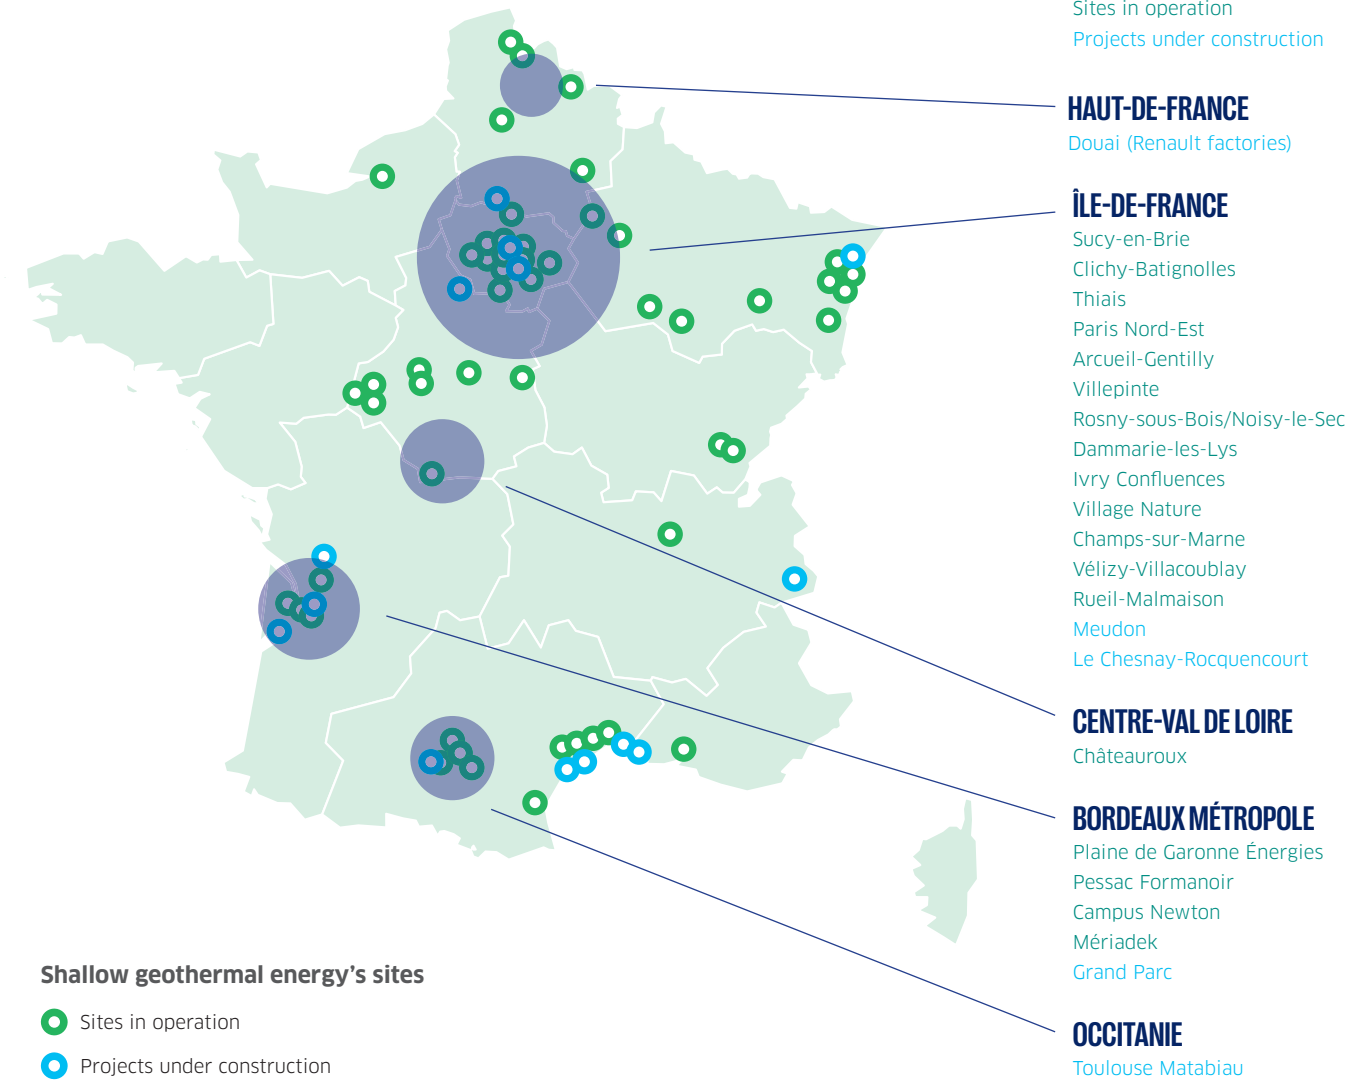 Sites in operation
Projects under construction
HAUT-DE-FRANCE
Douai (Renault factories)
ÎLE-DE-FRANCE
Sucy-en-Brie
Clichy-Batignolles
Thiais
Paris Nord-Est
Arcueil-Gentilly
Villepinte
Rosny-sous-Bois/Noisy-le-Sec
Dammarie-les-Lys
Ivry Confluences
Village Nature
Champs-sur-Marne
Vélizy-Villacoublay
Rueil-Malmaison
Meudon
Le Chesnay-Rocquencourt
CENTRE-VAL DE LOIRE
Châteauroux
BORDEAUX MÉTROPOLE
Plaine de Garonne Énergies
Pessac Formanoir
Campus Newton
Mériadek
Grand Parc
OCCITANIE
Toulouse Matabiau
Shallow geothermal energy’s sites
Sites in operation
Projects under construction